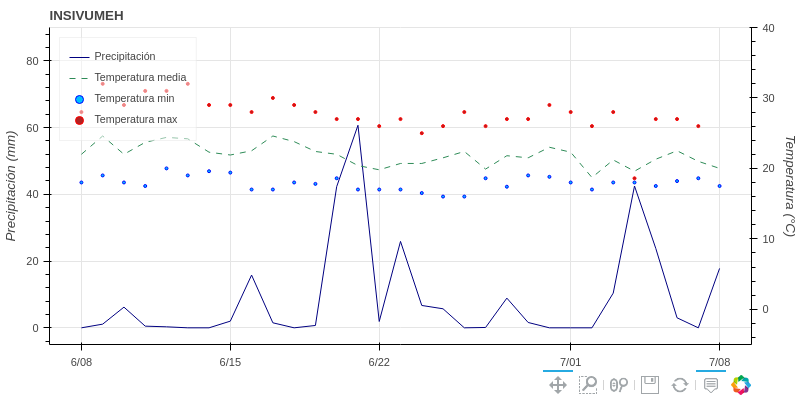 INSIVUMEH
Precipitación
Temperatura media
Temperatura min
Temperatura max
Precipitación (mm)
80
60
40
20
0
Temperatura (°C)
40
30
20
10
0
6/08 6/15 6/22 7/01 7/08